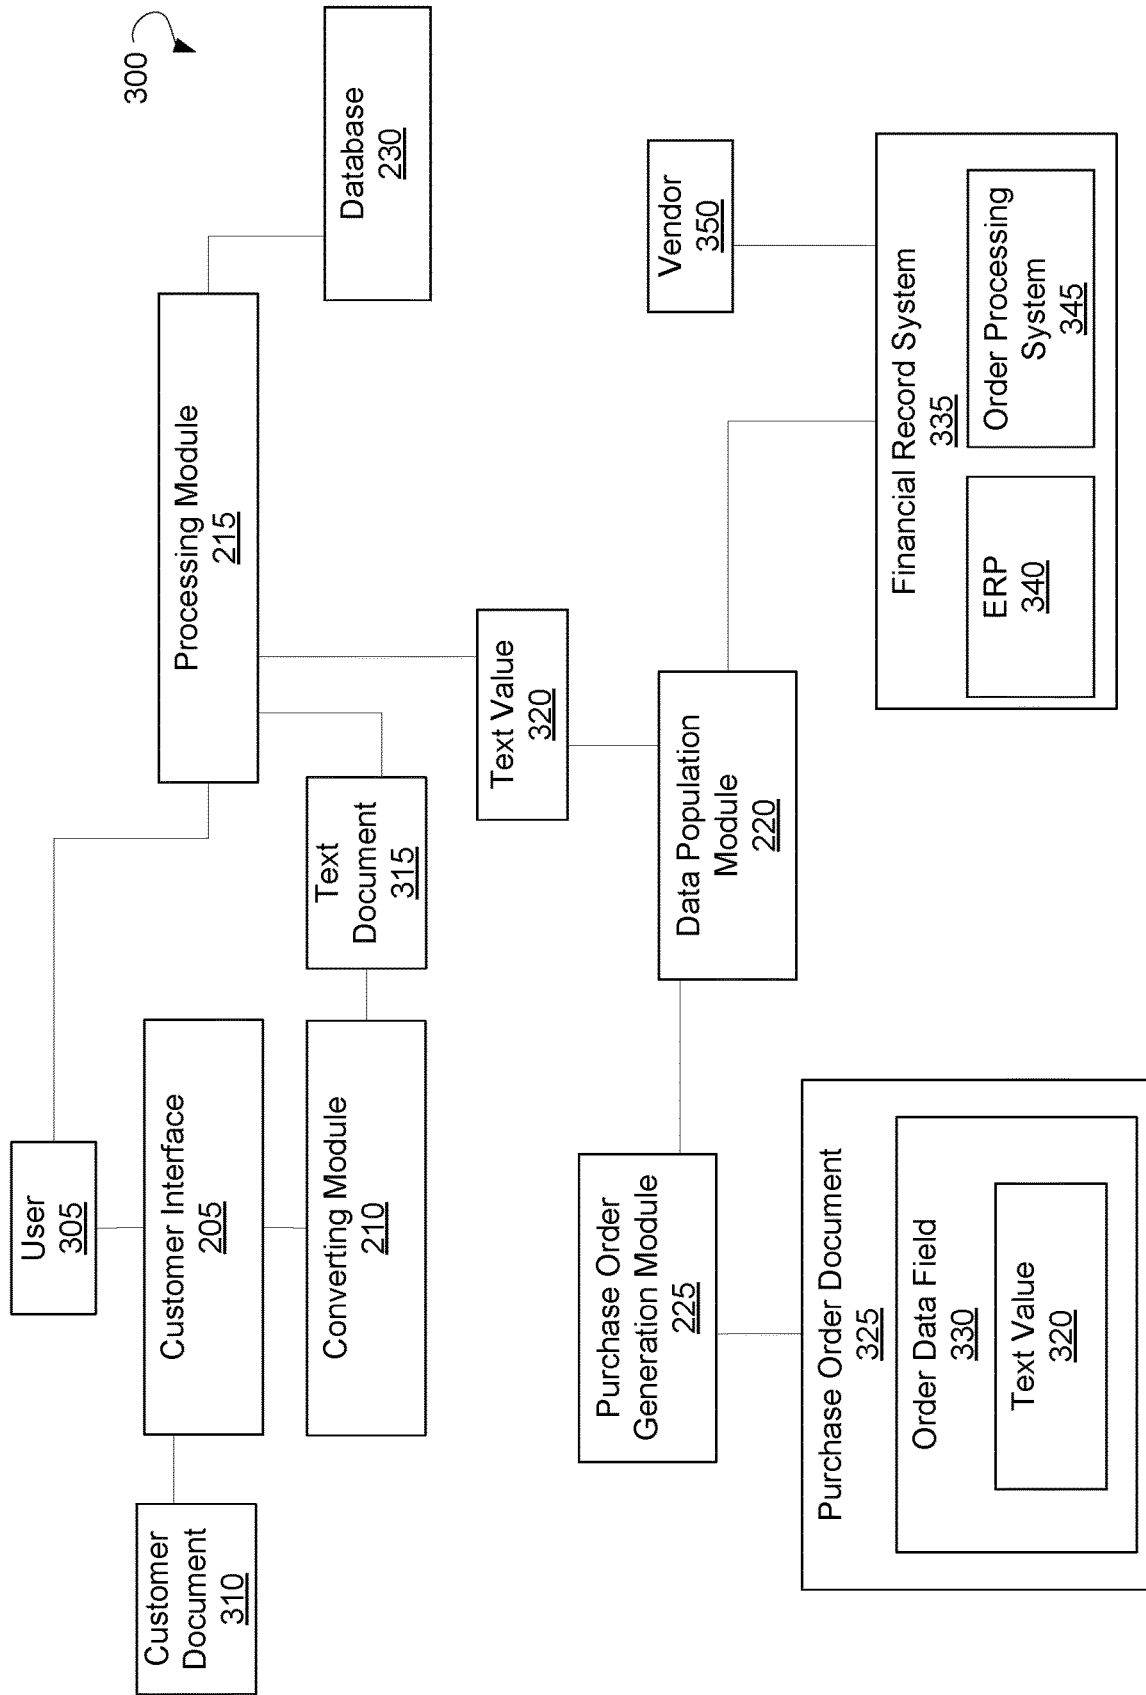 300
User
305
Customer
Document
310
Customer Interface
205
Converting Module
210
Text
Document
315
Processing Module
215
Database
230
Text Value
320
Purchase Order
Generation Module
225
Data Population
Module
220
Vendor
350
Purchase Order Document
325
Order Data Field
330
Text Value
320
Financial Record System
335
ERP
340
Order Processing
System
345